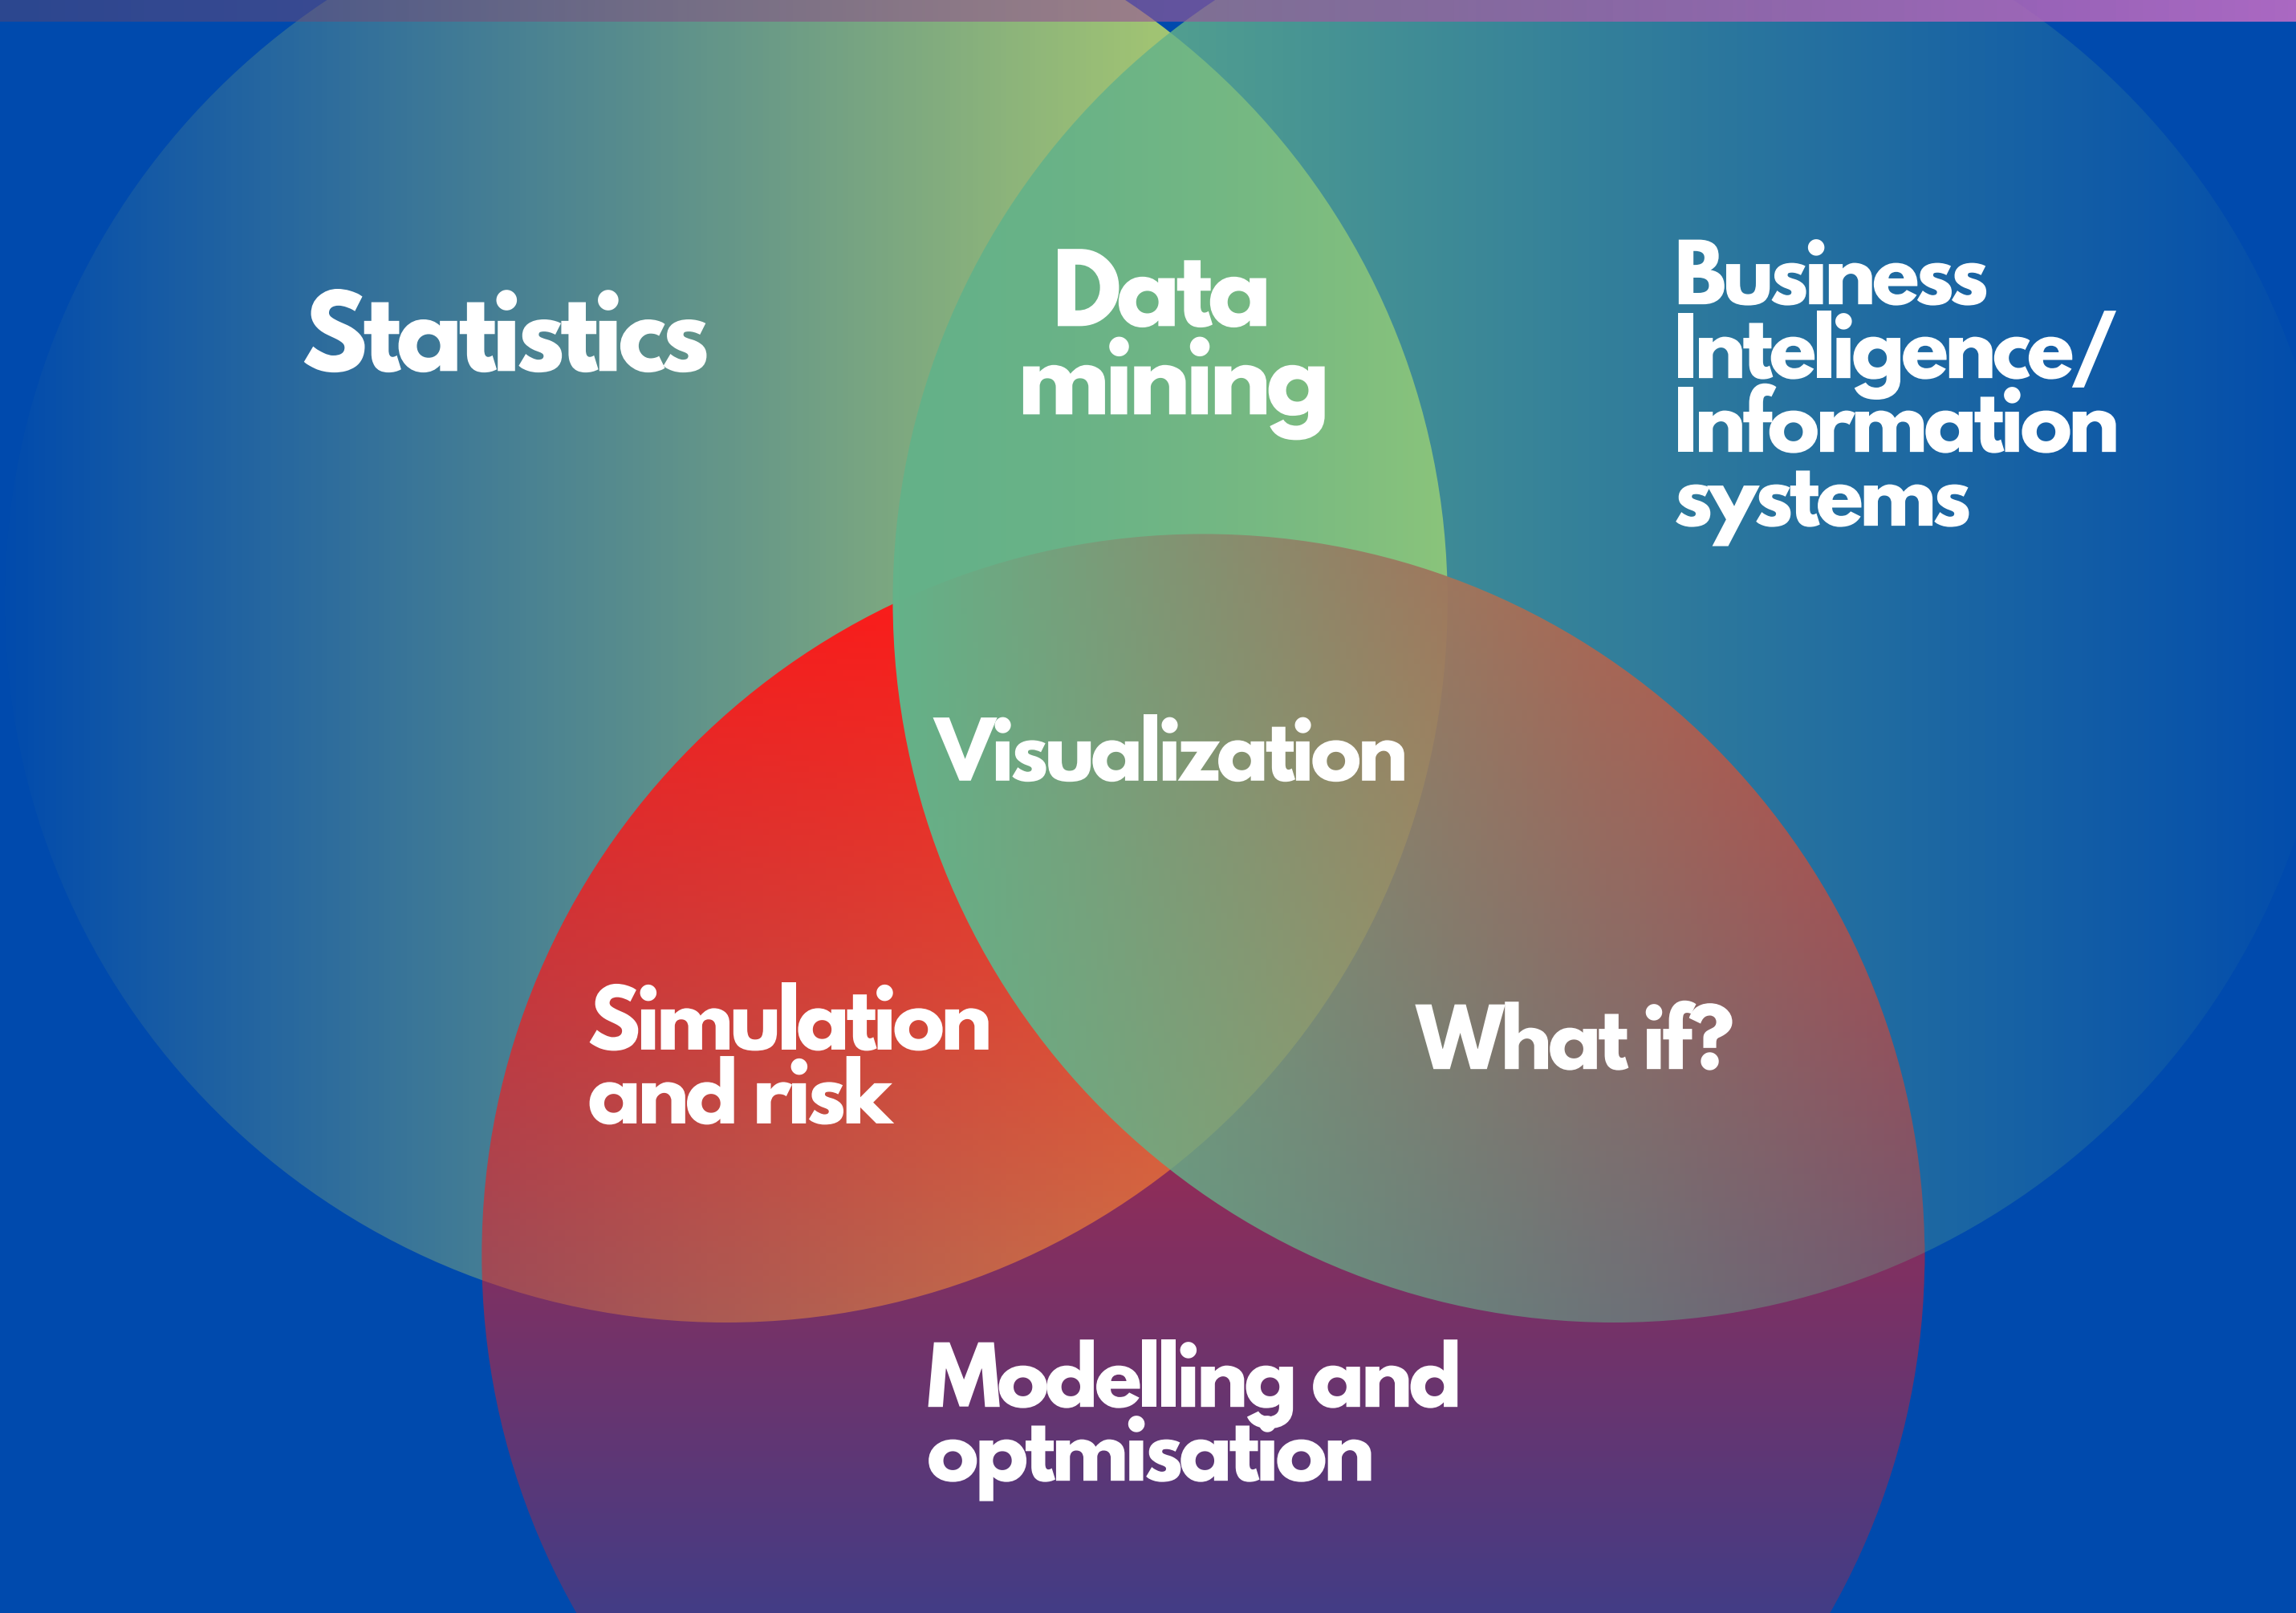 Statistics
Data
mining
Business
Inteligence/
Information
systems
Visualization
Simulation
and risk
What if?
Modelling and
optmisation